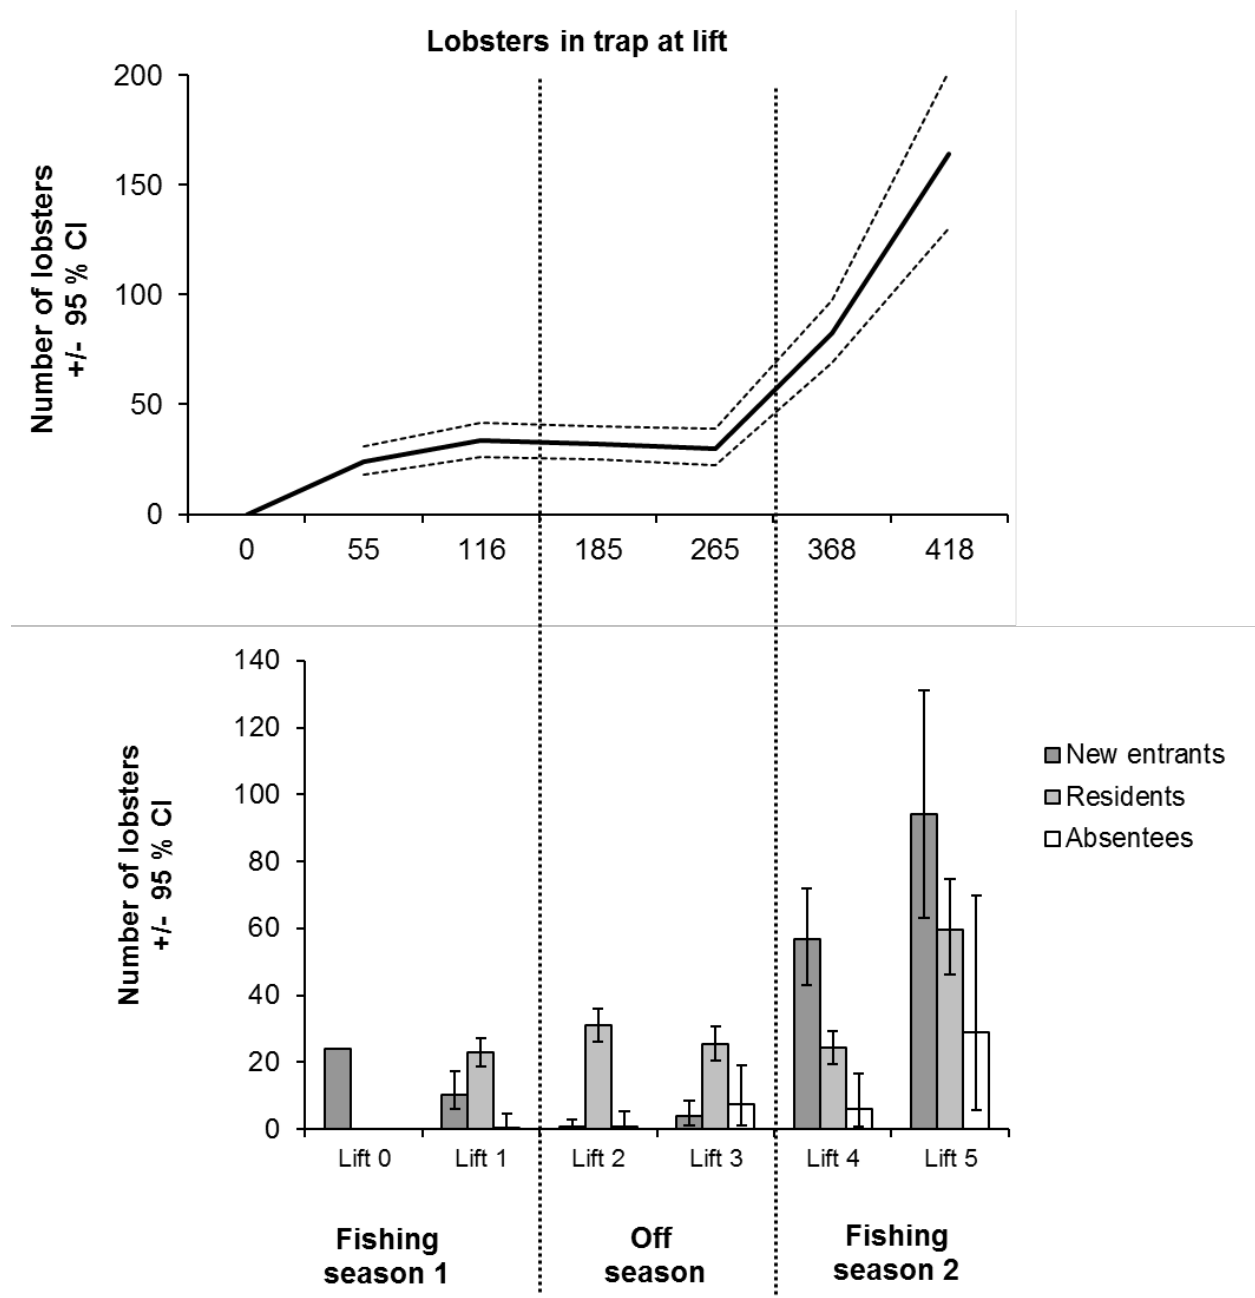 Lobsters in trap at lift
Number of lobsters
+/- 95 % CI
200
150
100
50
0
0 55 116 185 265 368 418
Number of lobsters
+/- 95 % CI
140
120
100
80
60
40
20
0
New entrants
Residents
Absentees
Lift 0 Lift 1 Lift 2 Lift 3 Lift 4 Lift 5
Fishing
season 1
Off
season
Fishing
season 2